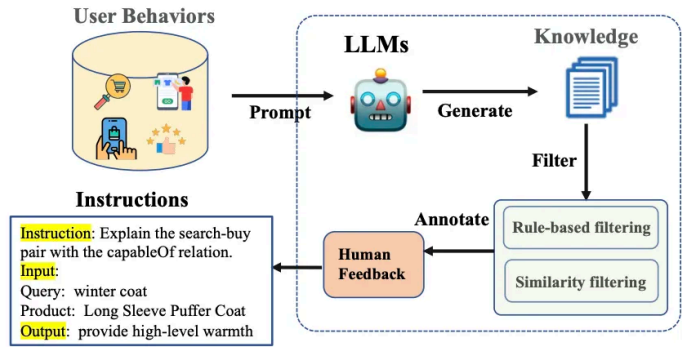 User Behaviors
LLMs
Knowledge
Prompt
Generate
Filter
Rule-based filtering
Similarity filtering
Annotate
Human
Feedback
Instructions
Instruction: Explain the search-buy
pair with the capableOf relation.
Input:
Query: winter coat
Product: Long Sleeve Puffer Coat
Output: provide high-level warmth